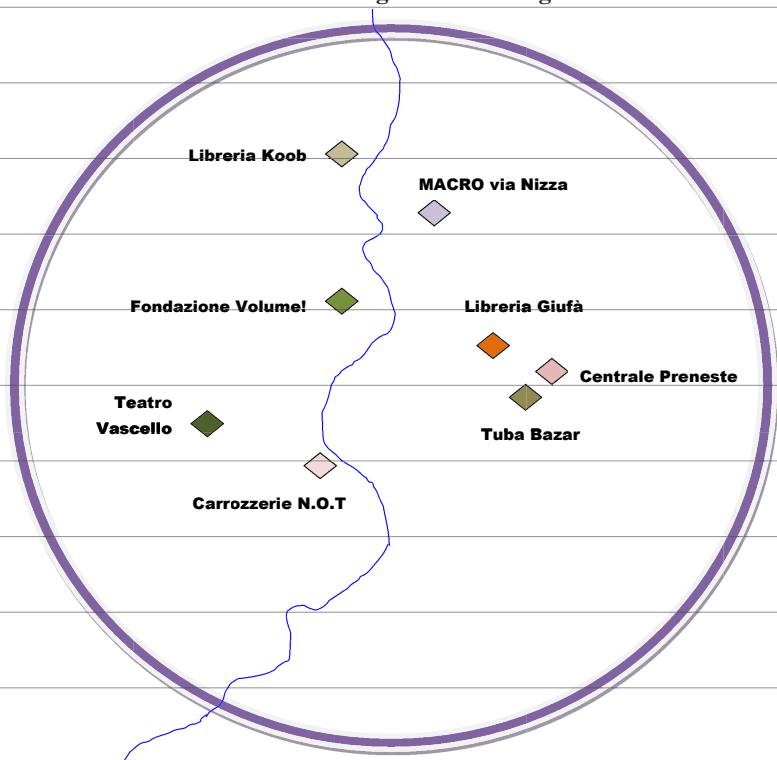 Libreria Koob
MACRO via Nizza
Fondazione Volume!
Libreria Giufà
Centrale Preneste
Teatro
Vascello
Tuba Bazar
Carrozzerie N.O.T